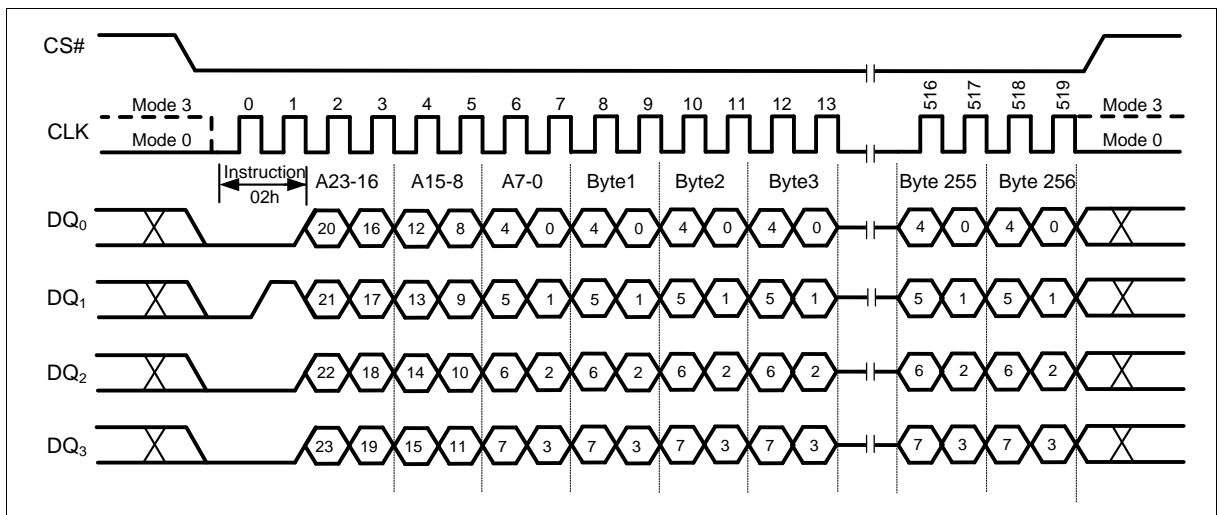 CS#
Mode 3 0 1 2 3 4 5 6 7 8 9 10 11 12 13 516 517 518 519 Mode 3
CLK
Mode 0 Mode 0
Instruction A23-16 A15-8 A7-0 Byte1 Byte2 Byte3 Byte 255 Byte 256
02h
DQ0 20 16 12 8 4 0 4 0 4 0 4 0 4 0 4 0
DQ1 21 17 13 9 5 1 5 1 5 1 5 1 5 1 5 1
DQ2 22 18 14 10 6 2 6 2 6 2 6 2 6 2 6 2
DQ3 23 19 15 11 7 3 7 3 7 3 7 3 7 3 7 3